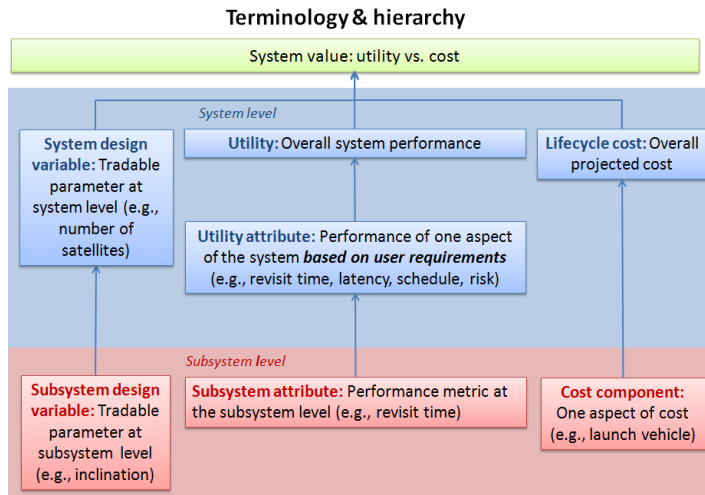 Terminology & hierarchy
System value: utility vs. cost
System level
System design
variable: Tradable
parameter at
system level (e.g.,
number of
satellites)
Utility: Overall system performance
Lifecycle cost: Overall
projected cost
Utility attribute: Performance of one aspect
of the system based on user requirements
(e.g., revisit time, latency, schedule, risk)
Subsystem level
Subsystem design
variable: Tradable
parameter at
subsystem level
(e.g., inclination)
Subsystem attribute: Performance metric at
the subsystem level (e.g., revisit time)
Cost component:
One aspect of cost
(e.g., launch vehicle)